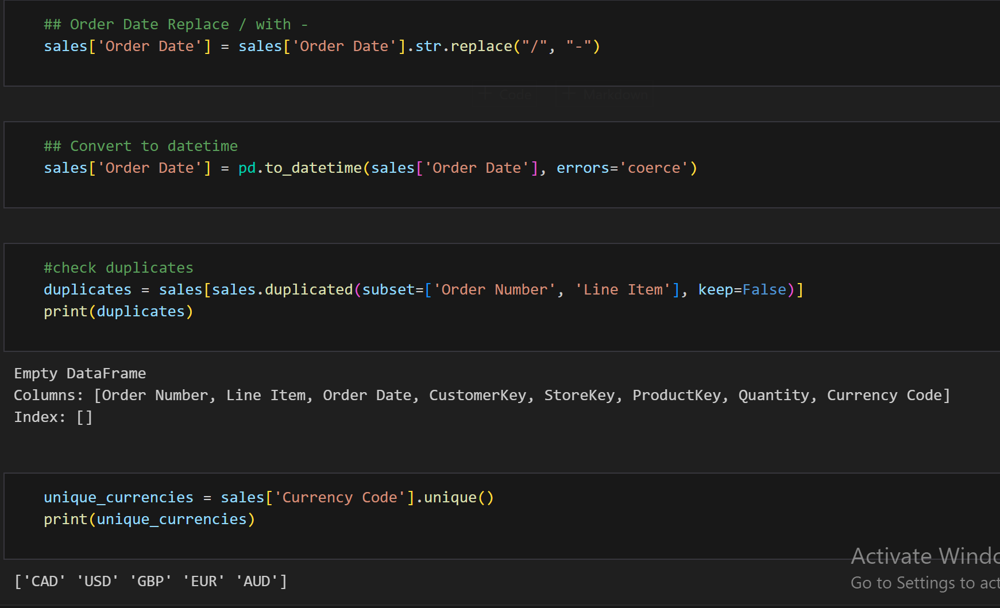 ## Order Date Replace / with -
sales['Order Date'] = sales['Order Date'].str.replace("/", "-")
+ Code + Markdown
## Convert to datetime
sales['Order Date'] = pd.to_datetime(sales['Order Date'], errors='coerce')
#check duplicates
duplicates = sales[sales.duplicated(subset=['Order Number', 'Line Item'], keep=False)]
print(duplicates)
Empty DataFrame
Columns: [Order Number, Line Item, Order Date, CustomerKey, StoreKey, ProductKey, Quantity, Currency Code]
Index: []
unique_currencies = sales['Currency Code'].unique()
print(unique_currencies)
['CAD' 'USD' 'GBP' 'EUR' 'AUD']
Activate Windo
Go to Settings to act